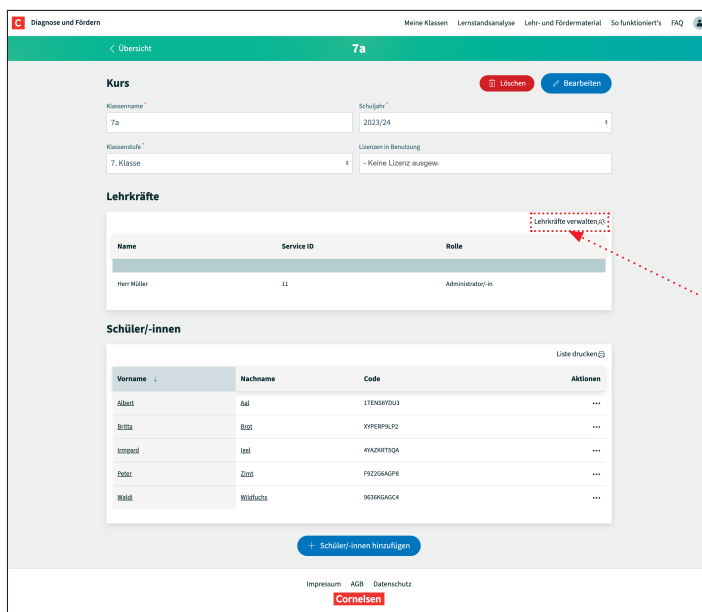 C Diagnose und Fördern Meine Klassen Lernstandsanalyse Lehr- und Fördermaterial So funktioniert's FAQ
< Übersicht 7a
Kurs Löschen Bearbeiten
Klassenname * Schuljahr *
7a 2023/24
Klassenstufe * Lizenzen in Benutzung
7. Klasse - Keine Lizenz ausgew
Lehrkräfte
Lehrkräfte verwalten
Name Service ID Rolle
Herr Müller 11 Administrator/-in
Schüler/-innen
Liste drucken
Vorname ↓ Nachname Code Aktionen
Albert Aal 1TENS6YDU3 •••
Britta Brot XYPERP9LP2 •••
Irmgard Igel 4YAZKRT5QA •••
Peter Zimt F9Z2G6AGP8 •••
Waldi Wildfuchs 9636KGAGC4 •••
+ Schüler/-innen hinzufügen
Impressum AGB Datenschutz
Cornelsen